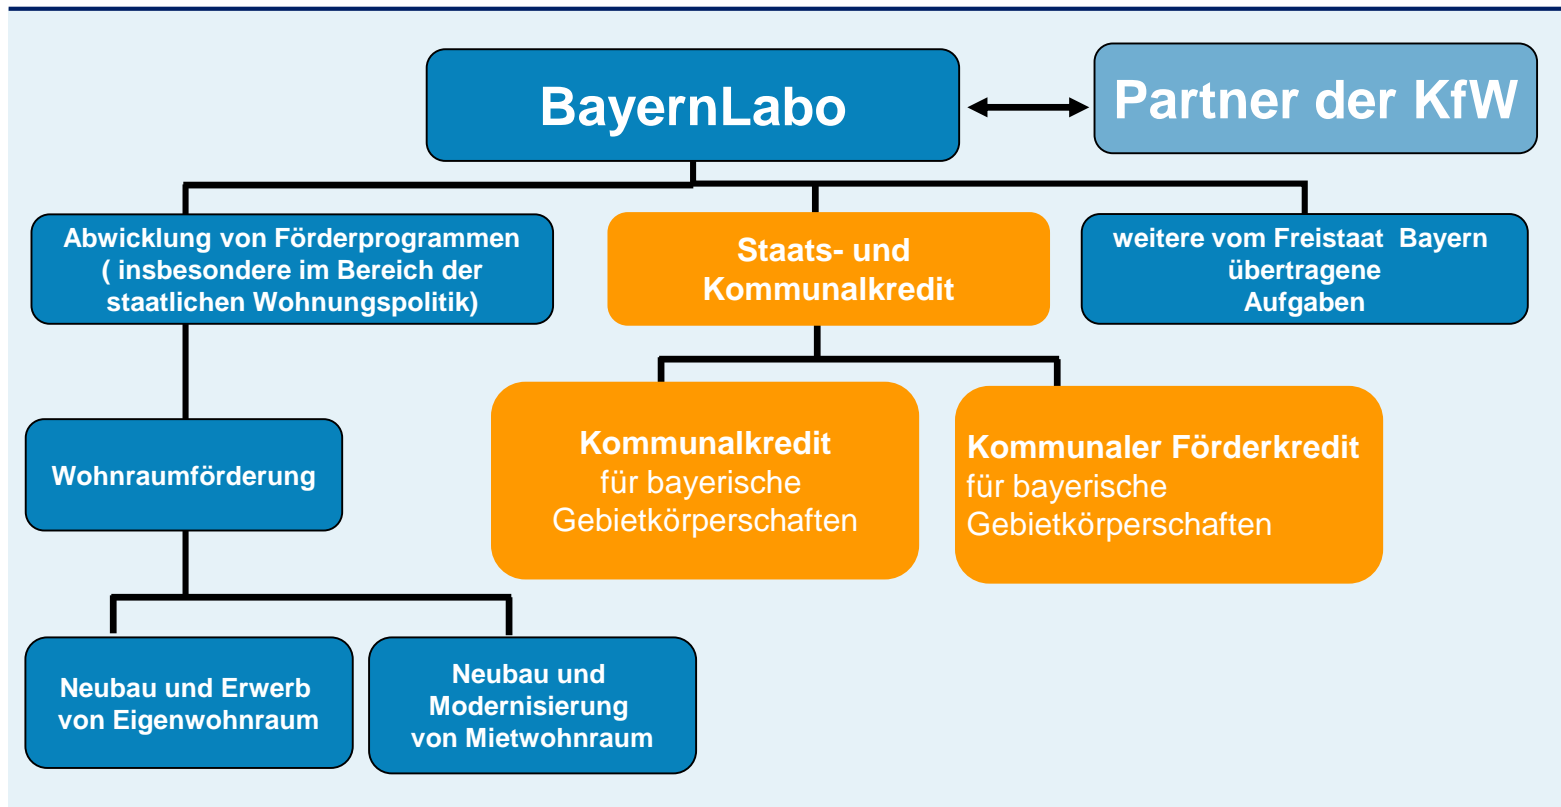 BayernLabo
Partner der KfW
Abwicklung von Förderprogrammen
( insbesondere im Bereich der
staatlichen Wohnungspolitik)
Staats- und
Kommunalkredit
weitere vom Freistaat Bayern
übertragene
Aufgaben
Wohnraumförderung
Kommunalkredit
für bayerische
Gebietkörperschaften
Kommunaler Förderkredit
für bayerische
Gebietkörperschaften
Neubau und Erwerb
von Eigenwohnraum
Neubau und
Modernisierung
von Mietwohnraum